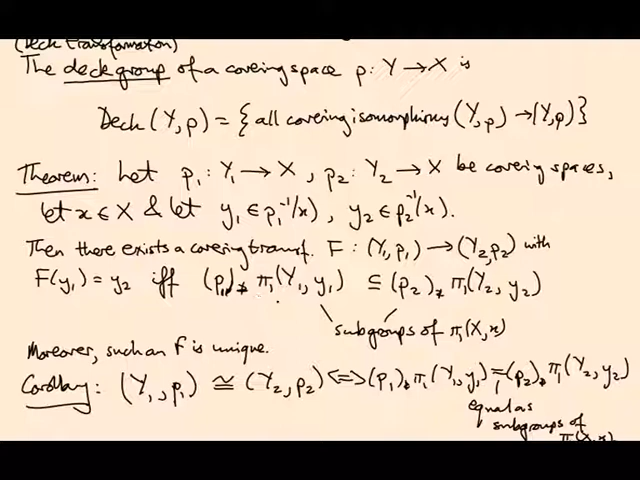 (Deck transformation)
The deck group of a covering space p: Y → X is
Deck (Y, p) = { all covering isomorphisms (Y, p) → (Y, p) }
Theorem: Let p₁: Y₁ → X, p₂: Y₂ → X be covering spaces,
let x ∈ X & let y₁ ∈ p₁⁻¹(x), y₂ ∈ p₂⁻¹(x).
Then there exists a covering transf. F: (Y₁, p₁) → (Y₂, p₂) with
F(y₁) = y₂ iff (p₁)⁎ π₁(Y₁, y₁) ⊆ (p₂)⁎ π₁(Y₂, y₂)
subgroups of π₁(X, x)
Moreover, such an F is unique.
Corollary: (Y₁, p₁) ≅ (Y₂, p₂) <=> (p₁)⁎ π₁(Y₁, y₁) = (p₂)⁎ π₁(Y₂, y₂)
equal as
subgroups of
π(X, x)